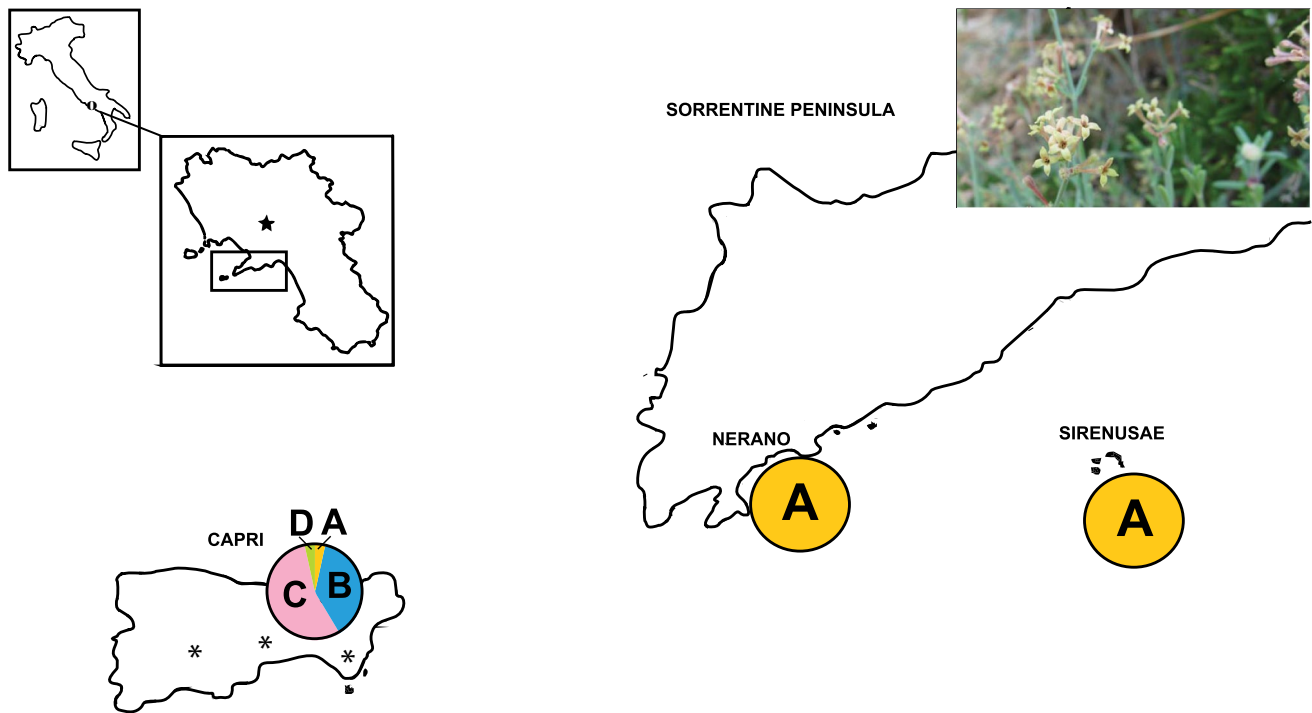 SORRENTINE PENINSULA
NERANO
A
SIRENUSAE
A
CAPRI
D A
C B
* * *